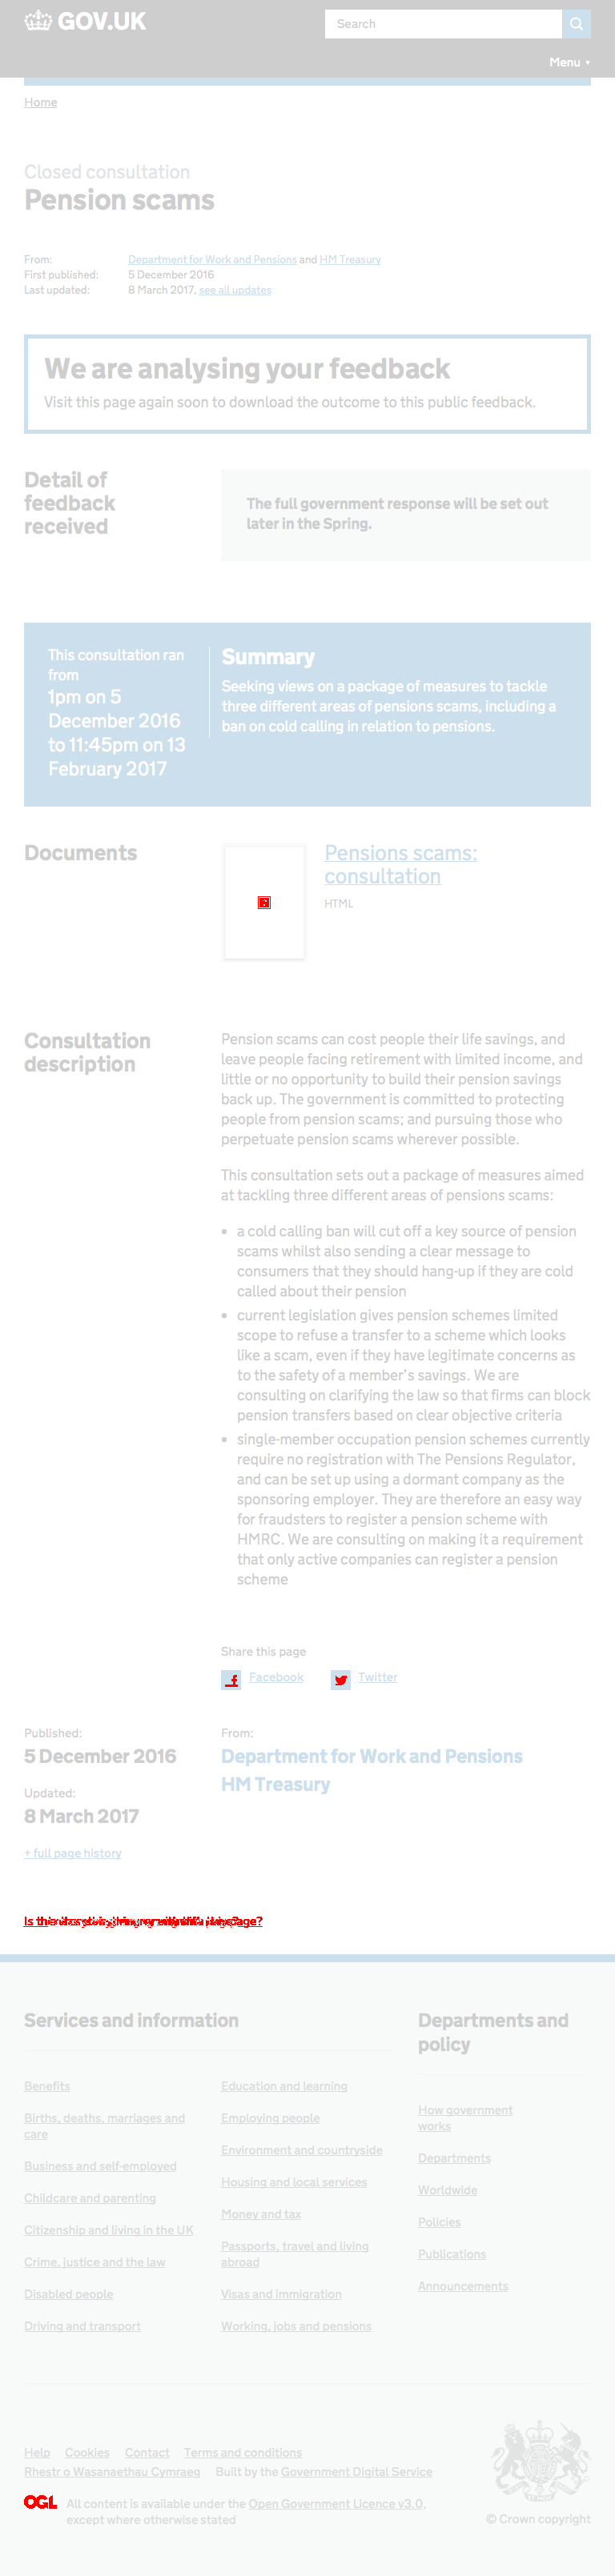 GOV.UK
Search
Menu ▼
Home
Closed consultation
Pension scams
From: Department for Work and Pensions and HM Treasury
First published: 5 December 2016
Last updated: 8 March 2017, see all updates
We are analysing your feedback
Visit this page again soon to download the outcome to this public feedback.
Detail of
feedback
received
The full government response will be set out
later in the Spring.
This consultation ran
from
1pm on 5
December 2016
to 11:45pm on 13
February 2017
Summary
Seeking views on a package of measures to tackle
three different areas of pensions scams, including a
ban on cold calling in relation to pensions.
Documents
Pensions scams:
consultation
HTML
Consultation
description
Pension scams can cost people their life savings, and
leave people facing retirement with limited income, and
little or no opportunity to build their pension savings
back up. The government is committed to protecting
people from pension scams; and pursuing those who
perpetuate pension scams wherever possible.
This consultation sets out a package of measures aimed
at tackling three different areas of pensions scams:
• a cold calling ban will cut off a key source of pension
scams whilst also sending a clear message to
consumers that they should hang-up if they are cold
called about their pension
• current legislation gives pension schemes limited
scope to refuse a transfer to a scheme which looks
like a scam, even if they have legitimate concerns as
to the safety of a member's savings. We are
consulting on clarifying the law so that firms can block
pension transfers based on clear objective criteria
• single-member occupation pension schemes currently
require no registration with The Pensions Regulator,
and can be set up using a dormant company as the
sponsoring employer. They are therefore an easy way
for fraudsters to register a pension scheme with
HMRC. We are consulting on making it a requirement
that only active companies can register a pension
scheme
Share this page
Facebook
Twitter
Published:
5 December 2016
Updated:
8 March 2017
+ full page history
From:
Department for Work and Pensions
HM Treasury
Services and information
Benefits
Births, deaths, marriages and
care
Business and self-employed
Childcare and parenting
Citizenship and living in the UK
Crime, justice and the law
Disabled people
Driving and transport
Education and learning
Employing people
Environment and countryside
Housing and local services
Money and tax
Passports, travel and living
abroad
Visas and immigration
Working, jobs and pensions
Departments and
policy
How government
works
Departments
Worldwide
Policies
Publications
Announcements
Help Cookies Contact Terms and conditions
Rhestr o Wasanaethau Cymraeg Built by the Government Digital Service
OGL
All content is available under the Open Government Licence v3.0,
except where otherwise stated
© Crown copyright